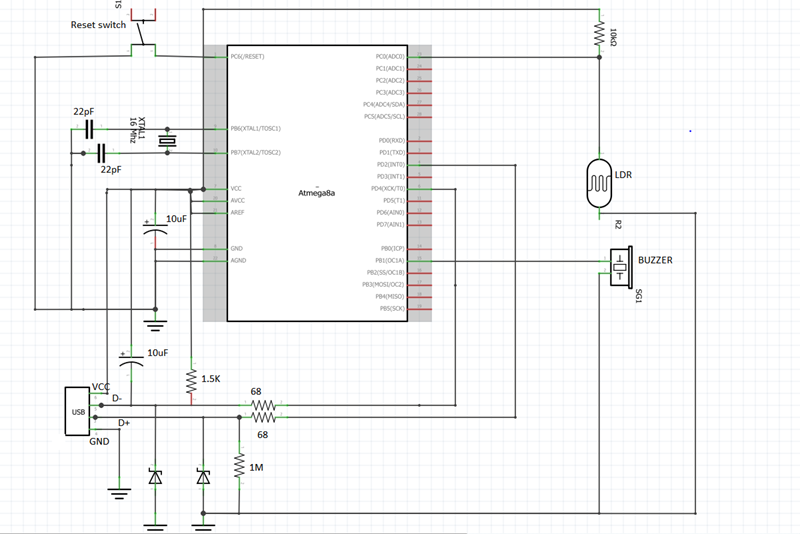 S1
Reset switch
10kΩ
PC6(/RESET)
PC0(ADC0)
PC1(ADC1)
PC2(ADC2)
PC3(ADC3)
PC4(ADC4/SDA)
PC5(ADC5/SCL)
22pF
XTAL1
16 Mhz
PB6(XTAL1/TOSC1)
PB7(XTAL2/TOSC2)
22pF
PD0(RXD)
PD1(TXD)
PD2(INT0)
PD3(INT1)
PD4(XCK/T0)
PD5(T1)
PD6(AIN0)
PD7(AIN1)
LDR
R2
VCC
AVCC
AREF
Atmega8a
10uF
GND
AGND
PB0(ICP)
PB1(OC1A)
PB2(SS/OC1B)
PB3(MOSI/OC2)
PB4(MISO)
PB5(SCK)
BUZZER
SG1
10uF
1.5K
VCC
D-
USB
D+
GND
68
68
1M